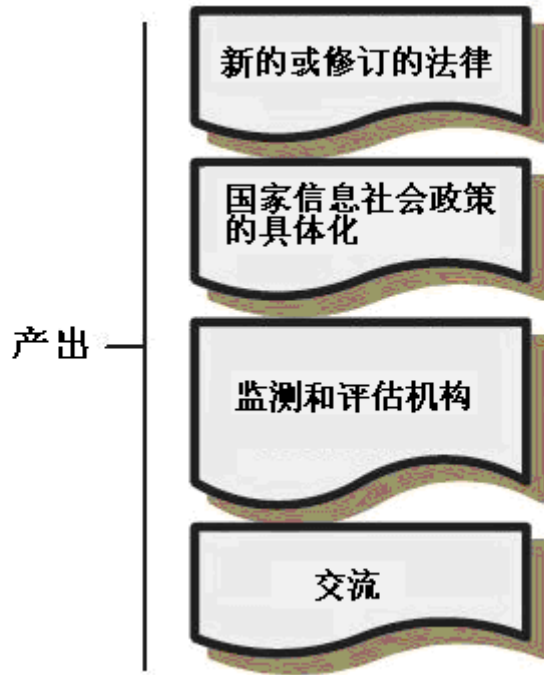 新的或修订的法律
国家信息社会政策
的具体化
产出
监测和评估机构
交流